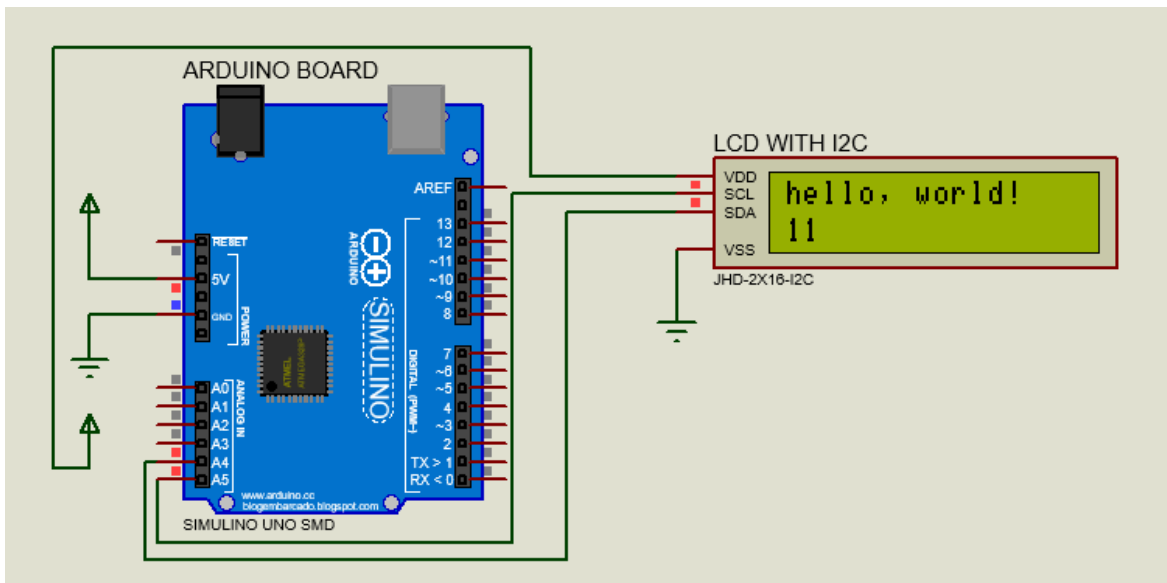 ARDUINO BOARD
LCD WITH I2C
VDD
SCL
SDA
VSS
hello, world!
11
JHD-2X16-I2C
RESET
5V
GND
POWER
A0
A1
A2
A3
A4
A5
ANALOG IN
AREF
13
12
~11
~10
~9
8
7
~6
~5
4
~3
2
TX > 1
RX < 0
DIGITAL (PWM~)
ARDUINO
SIMULINO
ATMEL
www.arduino.cc
blogembarcado.blogspot.com
SIMULINO UNO SMD